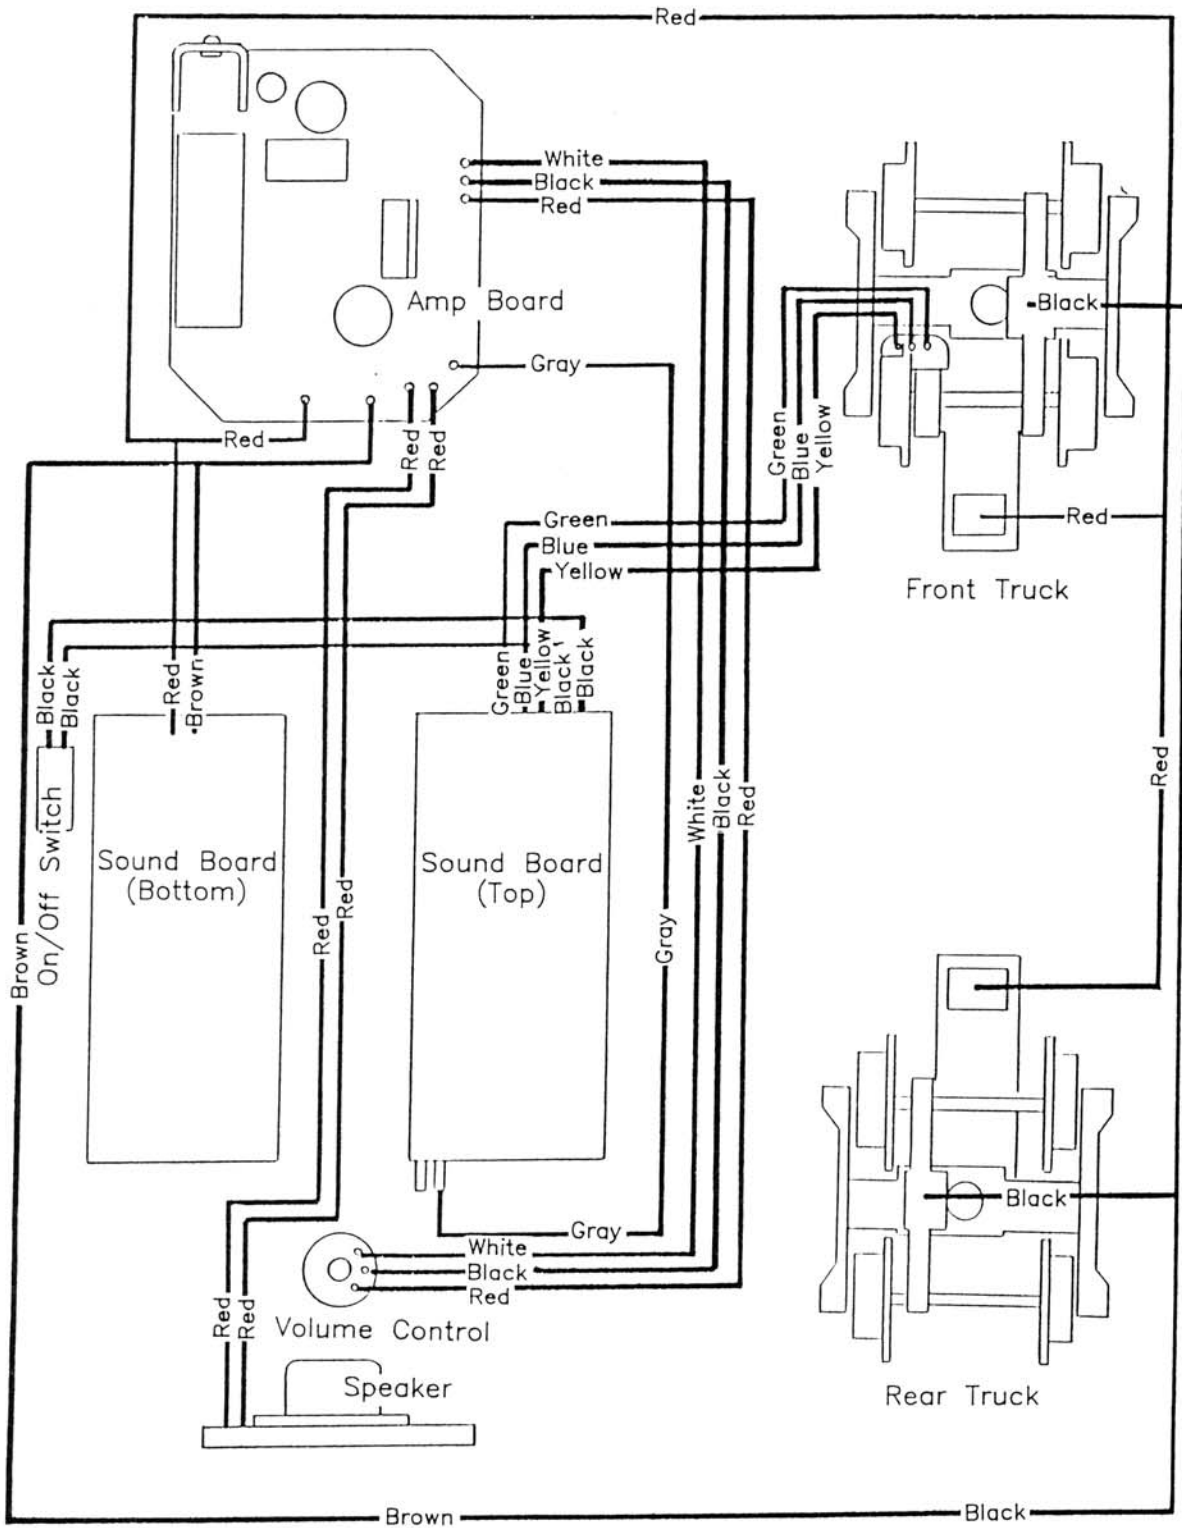 Red
White
Black
Red
Amp Board
Black
Gray
Red
Red
Red
Green
Blue
Yellow
Green
Blue
Yellow
Red
Front Truck
Black
Black
Red
Brown
Green
Blue
Yellow
Black
Black
On/Off Switch
Sound Board
(Bottom)
Sound Board
(Top)
White
Black
Red
Red
Red
Red
Gray
Brown
Black
Gray
White
Black
Red
Volume Control
Red
Red
Speaker
Rear Truck
Brown
Black